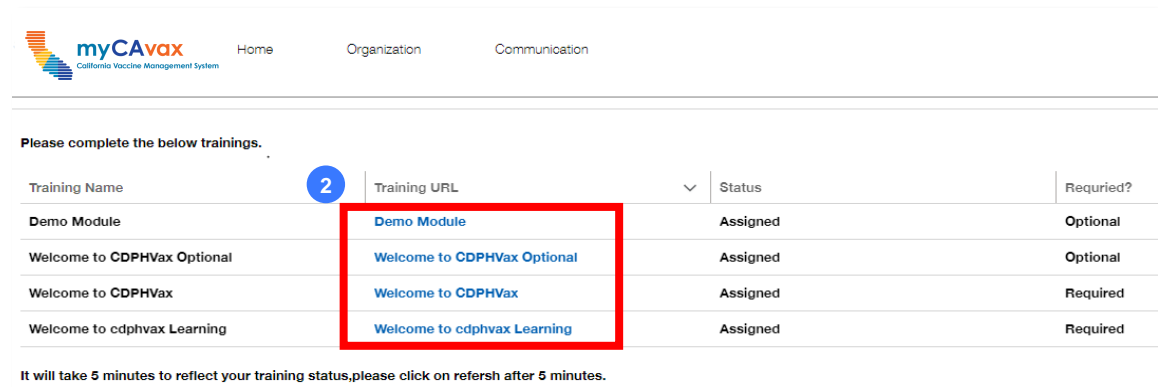 myCAvax
California Vaccine Management System
Home Organization Communication
Please complete the below trainings.
2
Training Name Training URL Status Requried?
Demo Module Demo Module Assigned Optional
Welcome to CDPHVax Optional Welcome to CDPHVax Optional Assigned Optional
Welcome to CDPHVax Welcome to CDPHVax Assigned Required
Welcome to cdphvax Learning Welcome to cdphvax Learning Assigned Required
It will take 5 minutes to reflect your training status,please click on refersh after 5 minutes.